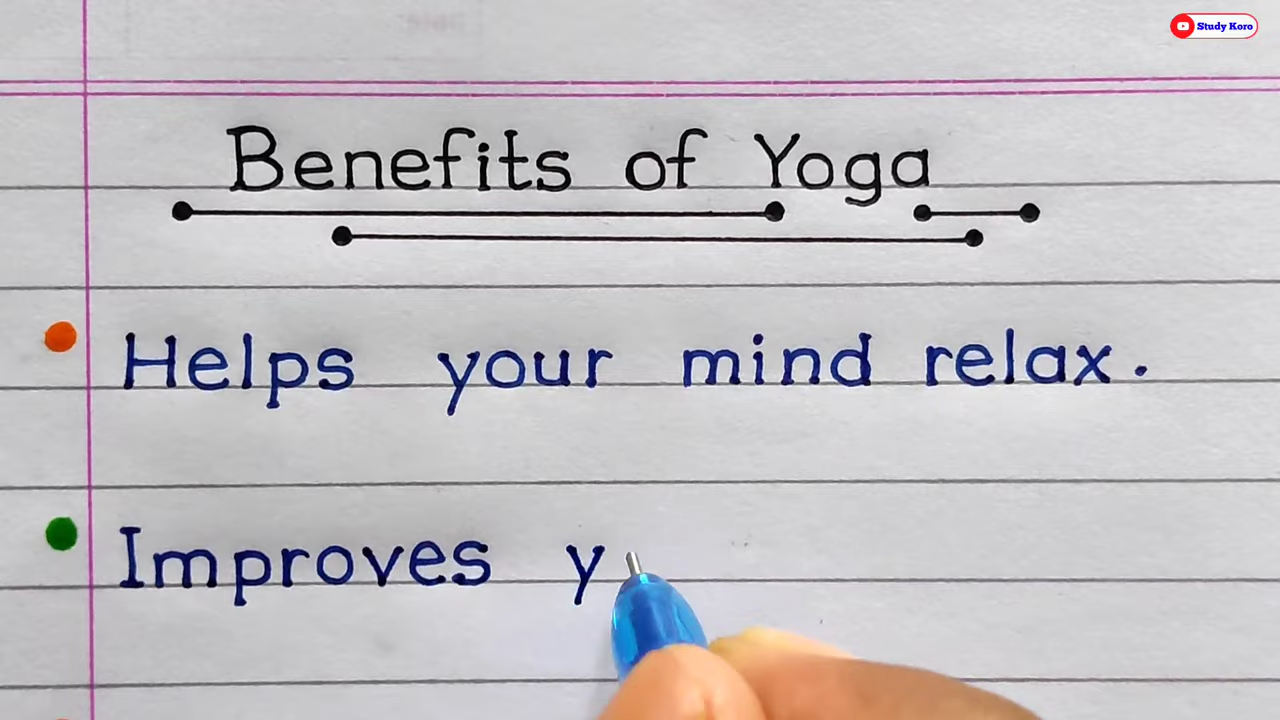 Study Koro
Benefits of Yoga
Helps your mind relax.
Improves y